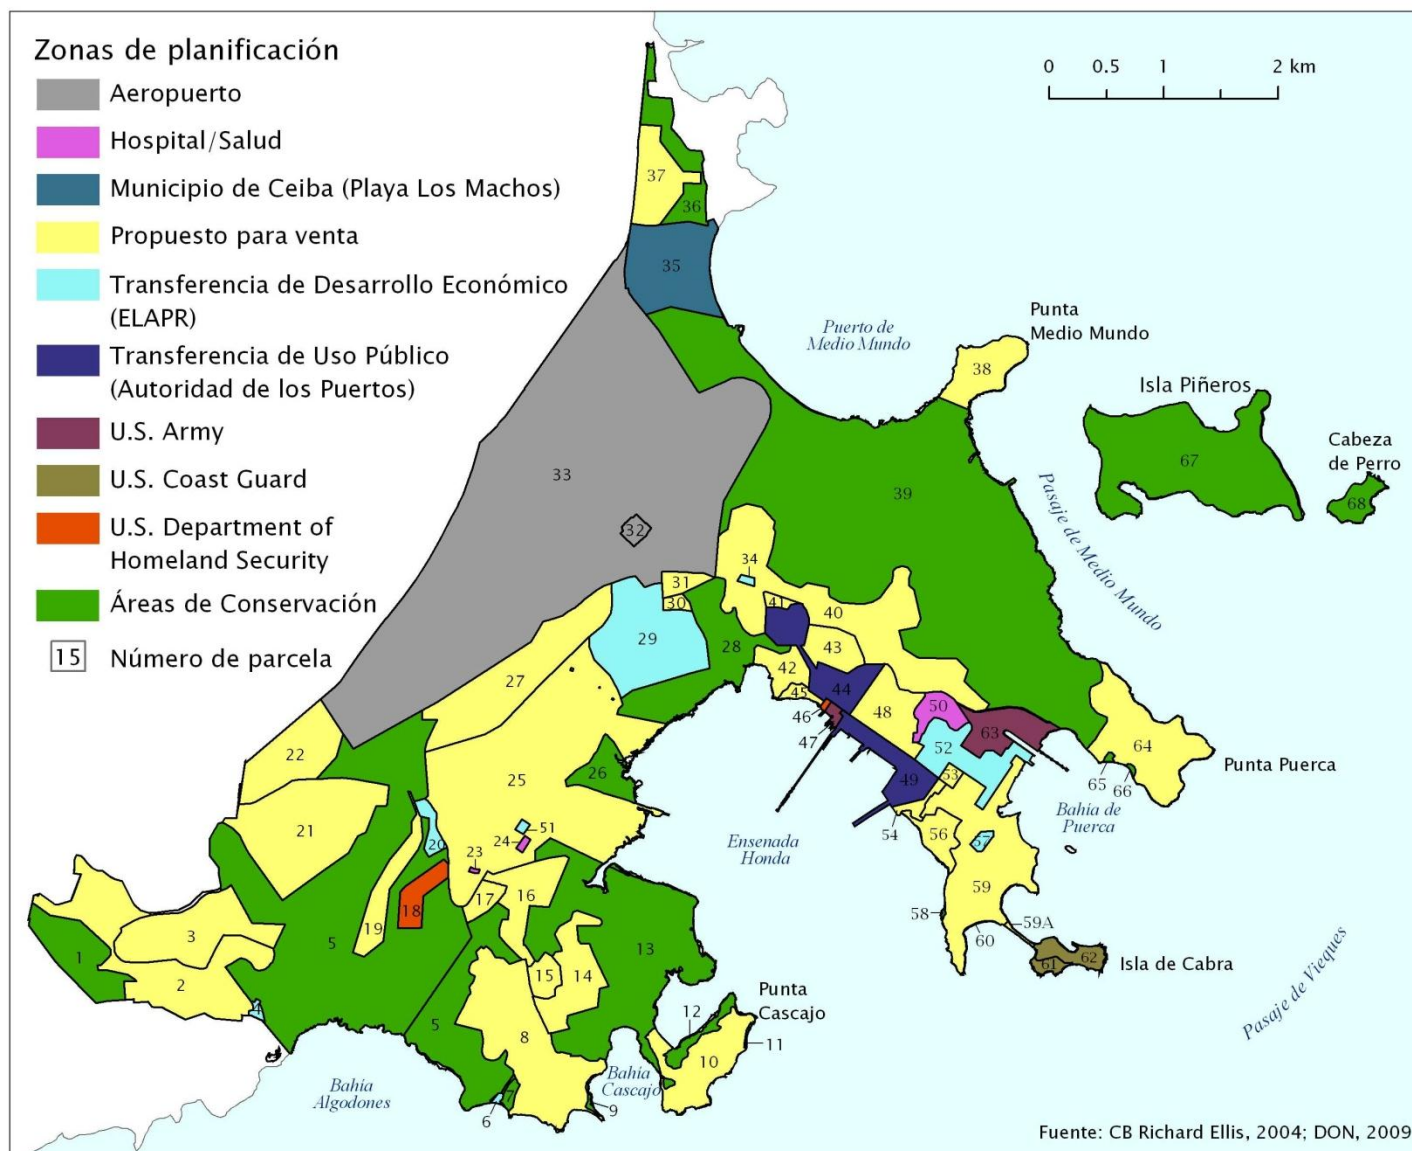 Zonas de planificación
Aeropuerto
Hospital/Salud
Municipio de Ceiba (Playa Los Machos)
Propuesto para venta
Transferencia de Desarrollo Económico
(ELAPR)
Transferencia de Uso Público
(Autoridad de los Puertos)
U.S. Army
U.S. Coast Guard
U.S. Department of
Homeland Security
Áreas de Conservación
15 Número de parcela
0 0.5 1 2 km
37
36
35
Puerto de
Medio Mundo
Punta
Medio Mundo
38
Isla Piñeros
67
Cabeza
de Perro
68
Pasaje de Medio Mundo
33
32
39
34
31
30
29
28
41
40
43
42
45
44
46
47
48
50
63
52
49
53
54
56
57
59
58
60
59A
61
62
Isla de Cabra
64
65
66
Punta Puerca
Bahía de
Puerca
Ensenada
Honda
Pasaje de Vieques
27
22
25
26
21
20
51
24
23
19
18
17
16
15
14
13
1
3
2
4
5
5
8
7
6
9
12
10
11
Punta
Cascajo
Bahía
Cascajo
Bahía
Algodones
Fuente: CB Richard Ellis, 2004; DON, 2009